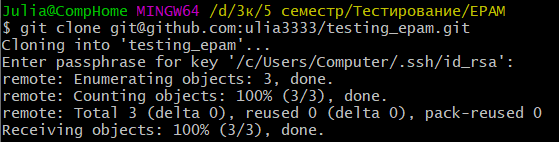 Julia@CompHome MINGW64 /d/3к/5 семестр/Тестирование/EPAM
$ git clone git@github.com:ulia3333/testing_epam.git
Cloning into 'testing_epam'...
Enter passphrase for key '/c/Users/Computer/.ssh/id_rsa':
remote: Enumerating objects: 3, done.
remote: Counting objects: 100% (3/3), done.
remote: Total 3 (delta 0), reused 0 (delta 0), pack-reused 0
Receiving objects: 100% (3/3), done.